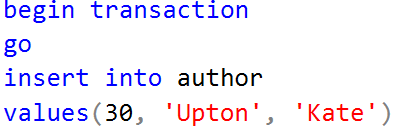 begin transaction
go
insert into author
values(30, 'Upton', 'Kate')